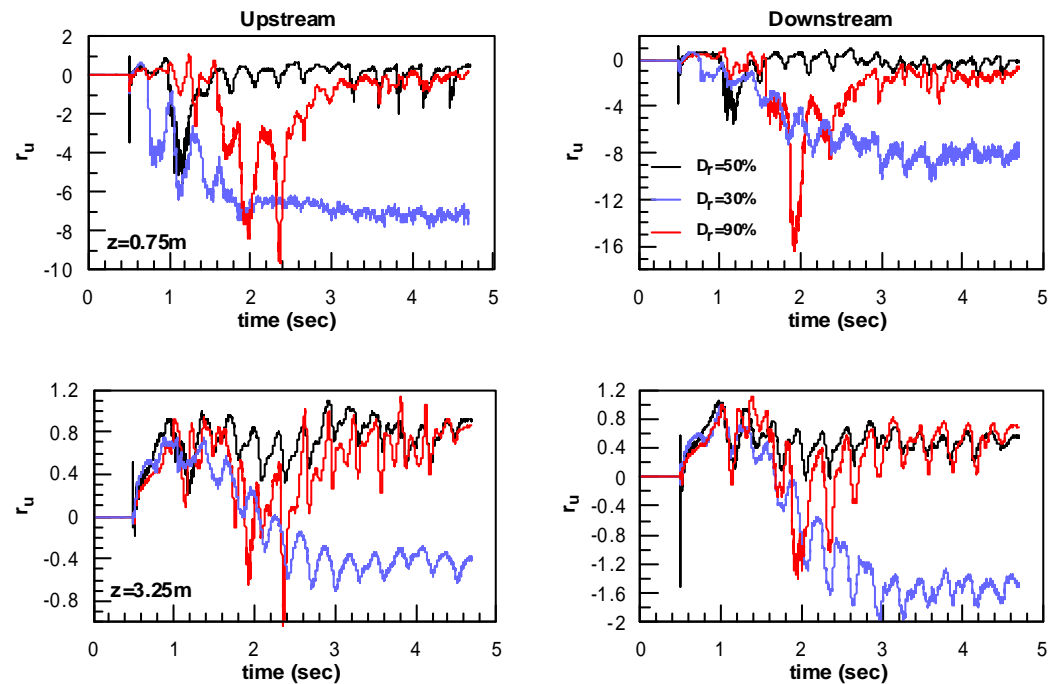 Upstream
2
0
-2
-4
-6
-8
-10
r_u
z=0.75m
0 1 2 3 4 5
time (sec)
Downstream
0
-4
-8
-12
-16
r_u
D_r=50%
D_r=30%
D_r=90%
0 1 2 3 4 5
time (sec)
1.2
0.8
0.4
0
-0.4
-0.8
r_u
z=3.25m
0 1 2 3 4 5
time (sec)
1.2
0.8
0.4
0
-0.4
-0.8
-1.2
-1.6
-2
r_u
0 1 2 3 4 5
time (sec)